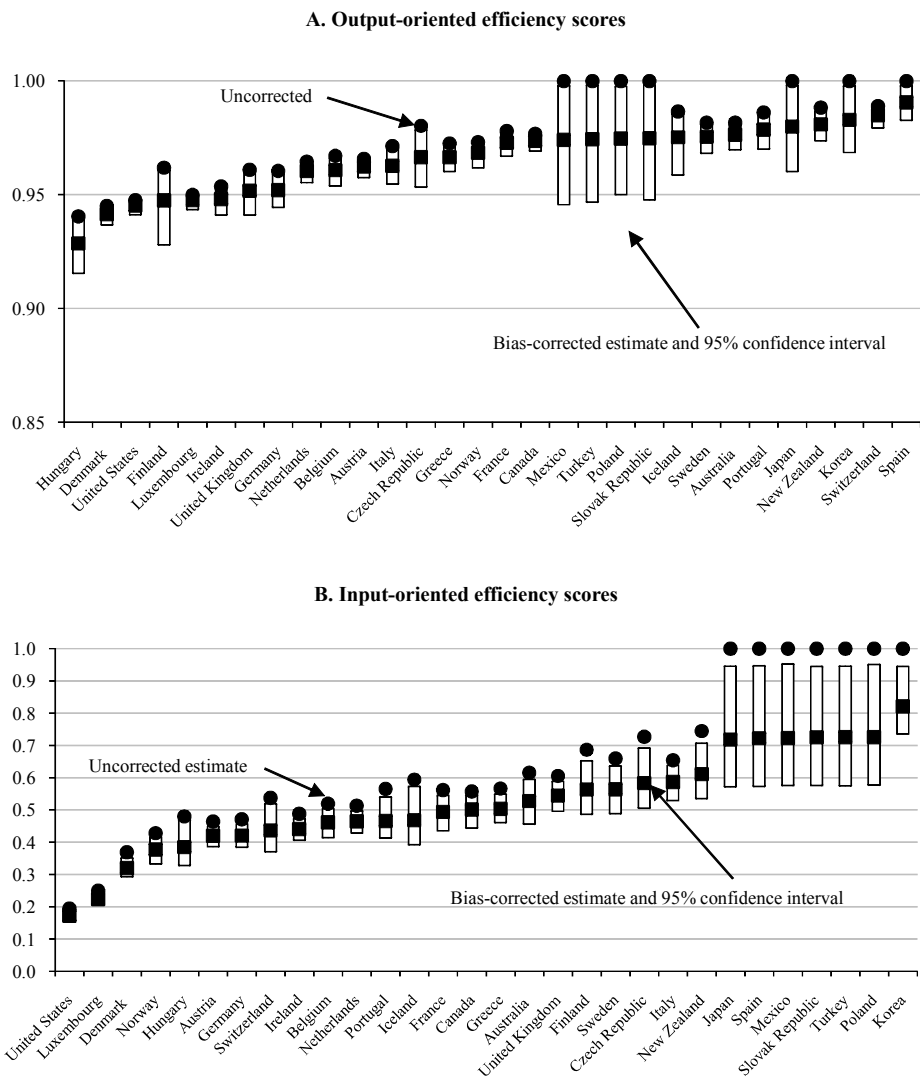 A. Output-oriented efficiency scores
1.00
Uncorrected
0.95
0.90
Bias-corrected estimate and 95% confidence interval
0.85
Hungary
Denmark
United States
Finland
Luxembourg
Ireland
United Kingdom
Germany
Netherlands
Belgium
Austria
Italy
Czech Republic
Greece
Norway
France
Canada
Mexico
Turkey
Poland
Slovak Republic
Iceland
Sweden
Australia
Portugal
Japan
New Zealand
Korea
Switzerland
Spain
B. Input-oriented efficiency scores
1.0
0.9
0.8
0.7
Uncorrected estimate
0.6
0.5
0.4
0.3
Bias-corrected estimate and 95% confidence interval
0.2
0.1
0.0
United States
Luxembourg
Denmark
Norway
Hungary
Austria
Germany
Switzerland
Ireland
Belgium
Netherlands
Portugal
Iceland
France
Canada
Greece
Australia
United Kingdom
Finland
Sweden
Czech Republic
Italy
New Zealand
Japan
Spain
Mexico
Slovak Republic
Turkey
Poland
Korea